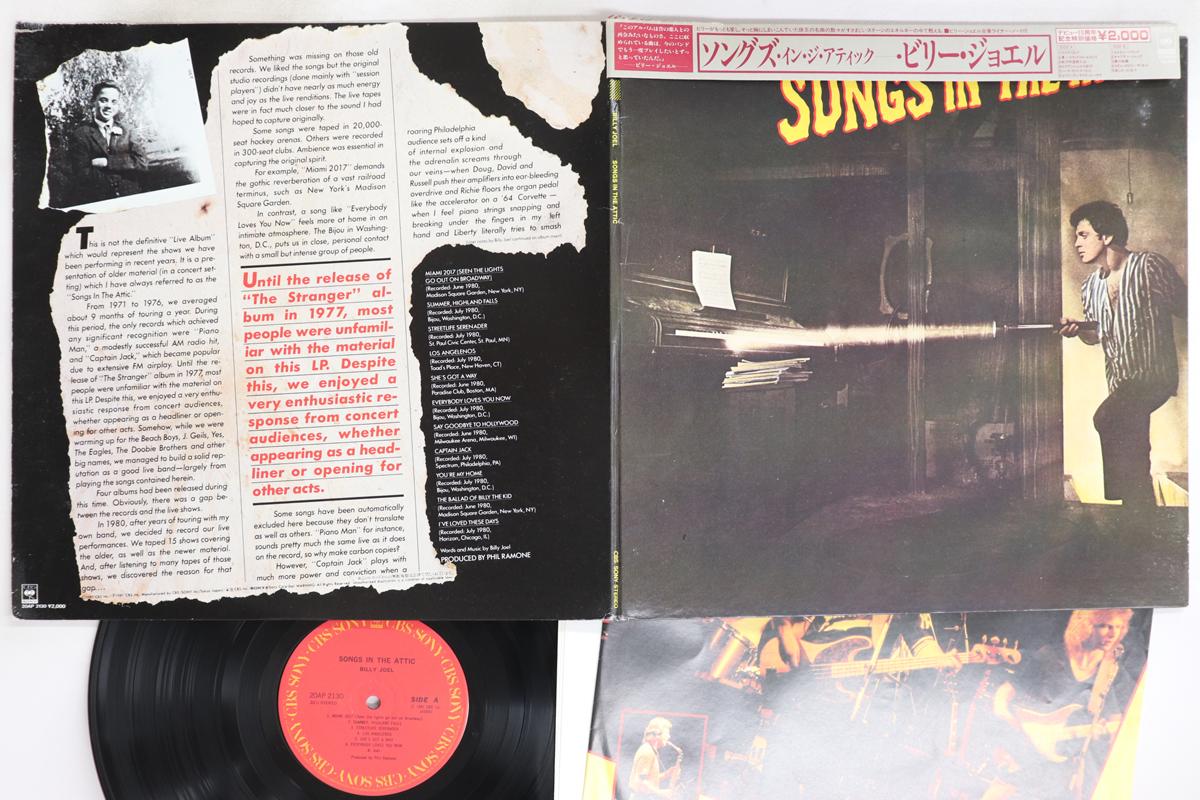 This is not the definitive "Live Album"
which would represent the shows we have
been performing in recent years. It is a pre-
sentation of older material (in a concert set-
ting) which I have always referred to as the
"Songs In The Attic."
From 1971 to 1976, we averaged
about 9 months of touring a year. During
this period, the only records which achieved
any significant recognition were "Piano
Man," a modestly successful AM radio hit,
and "Captain Jack," which became popular
due to extensive FM airplay. Until the re-
lease of "The Stranger" album in 1977, most
people were unfamiliar with the material on
this LP. Despite this, we enjoyed a very enthu-
siastic response from concert audiences,
whether appearing as a headliner or open-
ing for other acts. Somehow, while we were
warming up for the Beach Boys, J. Geils, Yes,
The Eagles, The Doobie Brothers and other
big names, we managed to build a solid rep-
utation as a good live band—largely from
playing the songs contained herein.
Four albums had been released during
this time. Obviously, there was a gap be-
tween the records and the live shows.
In 1980, after years of touring with my
own band, we decided to record our live
performances. We taped 15 shows covering
the older, as well as the newer material.
And, after listening to many tapes of those
shows, we discovered the reason for that
gap....
Something was missing on those old
records. We liked the songs but the original
studio recordings (done mainly with "session
players") didn't have nearly as much energy
and joy as the live renditions. The live tapes
were in fact much closer to the sound I had
hoped to capture originally.
Some songs were taped in 20,000-
seat hockey arenas. Others were recorded
in 300-seat clubs. Ambience was essential in
capturing the original spirit.
For example, "Miami 2017" demands
the gothic reverberation of a vast railroad
terminus, such as New York's Madison
Square Garden.
In contrast, a song like "Everybody
Loves You Now" feels more at home in an
intimate atmosphere. The Bijou in Washing-
ton, D.C., puts us in close, personal contact
with a small but intense group of people.
Until the release of
"The Stranger" al-
bum in 1977, most
people were unfamil-
iar with the material
on this LP. Despite
this, we enjoyed a
very enthusiastic re-
sponse from concert
audiences, whether
appearing as a head-
liner or opening for
other acts.
Some songs have been automatically
excluded here because they don't translate
as well as others. "Piano Man" for instance,
sounds pretty much the same live as it does
on the record, so why make carbon copies?
However, "Captain Jack" plays with
much more power and conviction when a
roaring Philadelphia
audience sets off a kind
of internal explosion and
the adrenalin screams through
our veins—when Doug, David and
Russell push their amplifiers into ear-bleeding
overdrive and Richie floors the organ pedal
like the accelerator on a '64 Corvette—
when I feel piano strings snapping and
breaking under the fingers in my left
hand and Liberty literally tries to smash
MIAMI 2017 (SEEN THE LIGHTS
GO OUT ON BROADWAY)
(Recorded: June 1980,
Madison Square Garden, New York, NY)
SUMMER, HIGHLAND FALLS
(Recorded: July 1980,
Bijou, Washington, D.C.)
STREETLIFE SERENADER
(Recorded: July 1980,
St. Paul Civic Center, St. Paul, MN)
LOS ANGELENOS
(Recorded: July 1980,
Toad's Place, New Haven, CT)
SHE'S GOT A WAY
(Recorded: June 1980,
Paradise Club, Boston, MA)
EVERYBODY LOVES YOU NOW
(Recorded: July 1980,
Bijou, Washington, D.C.)
SAY GOODBYE TO HOLLYWOOD
(Recorded: June 1980,
Milwaukee Arena, Milwaukee, WI)
CAPTAIN JACK
(Recorded: July 1980,
Spectrum, Philadelphia, PA)
YOU'RE MY HOME
(Recorded: July 1980,
Bijou, Washington, D.C.)
THE BALLAD OF BILLY THE KID
(Recorded: June 1980,
Madison Square Garden, New York, NY)
I'VE LOVED THESE DAYS
(Recorded: July 1980,
Horizon, Chicago, IL)
Words and Music by Billy Joel
PRODUCED BY PHIL RAMONE
20AP 2130 ¥2,000
BILLY JOEL SONGS IN THE ATTIC
CBS SONY STEREO
ソングズ・イン・ジ・アティック・ビリー・ジョエル
デビュー10周年
記念特別価格 ¥2,000
SONGS IN THE
CBS SONY
SONGS IN THE ATTIC
BILLY JOEL
20AP 2130
SIDE A